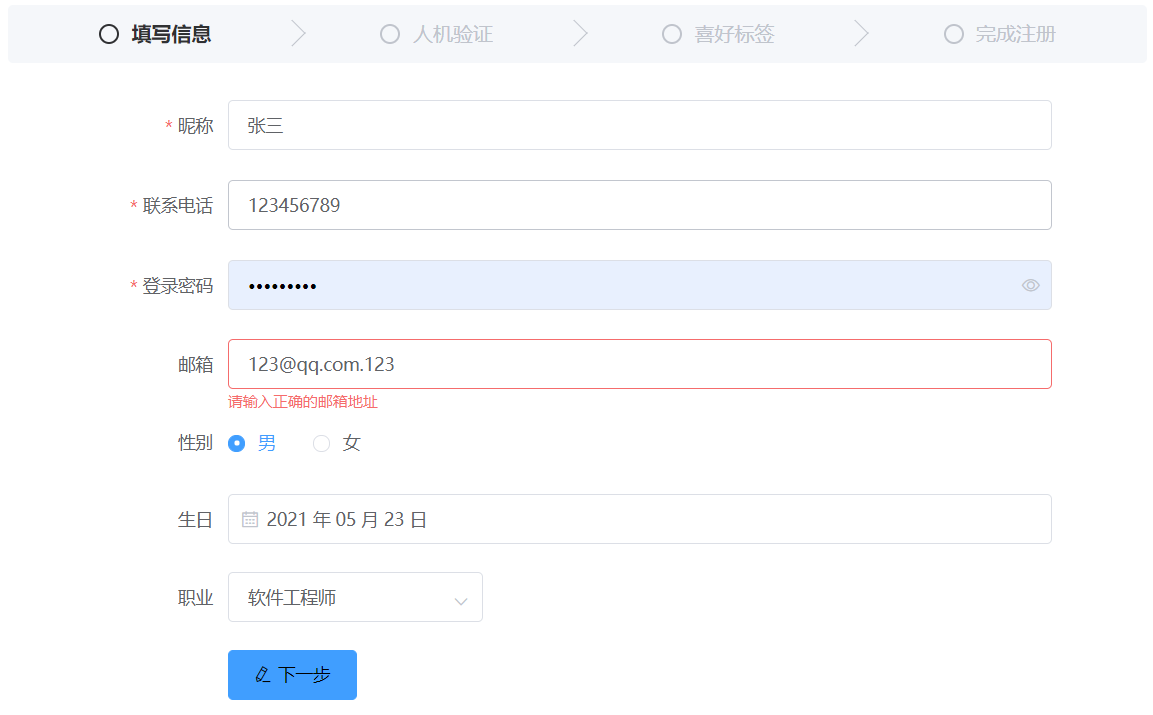 填写信息 人机验证 喜好标签 完成注册
* 昵称 张三
* 联系电话 123456789
* 登录密码 •••••••••
邮箱 123@qq.com.123
请输入正确的邮箱地址
性别 男 女
生日 2021 年 05 月 23 日
职业 软件工程师
下一步